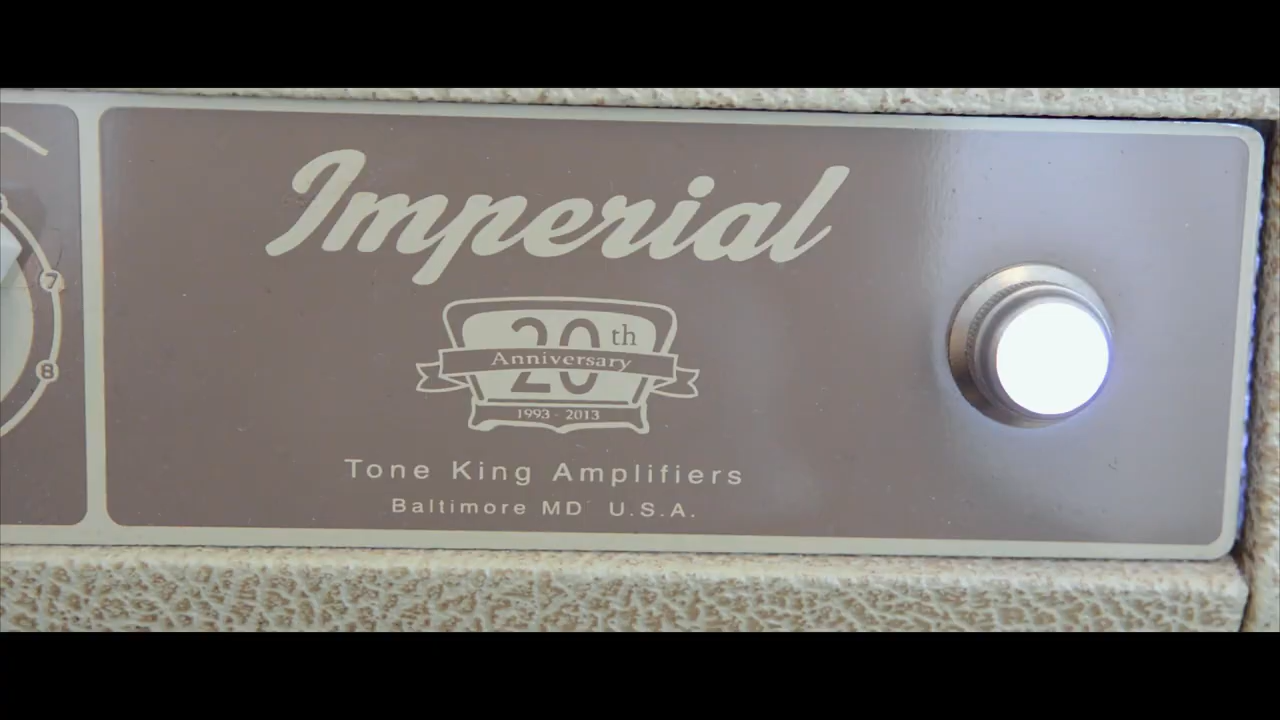 Imperial
20th
Anniversary
1993 - 2013
Tone King Amplifiers
Baltimore MD U.S.A.
7
8